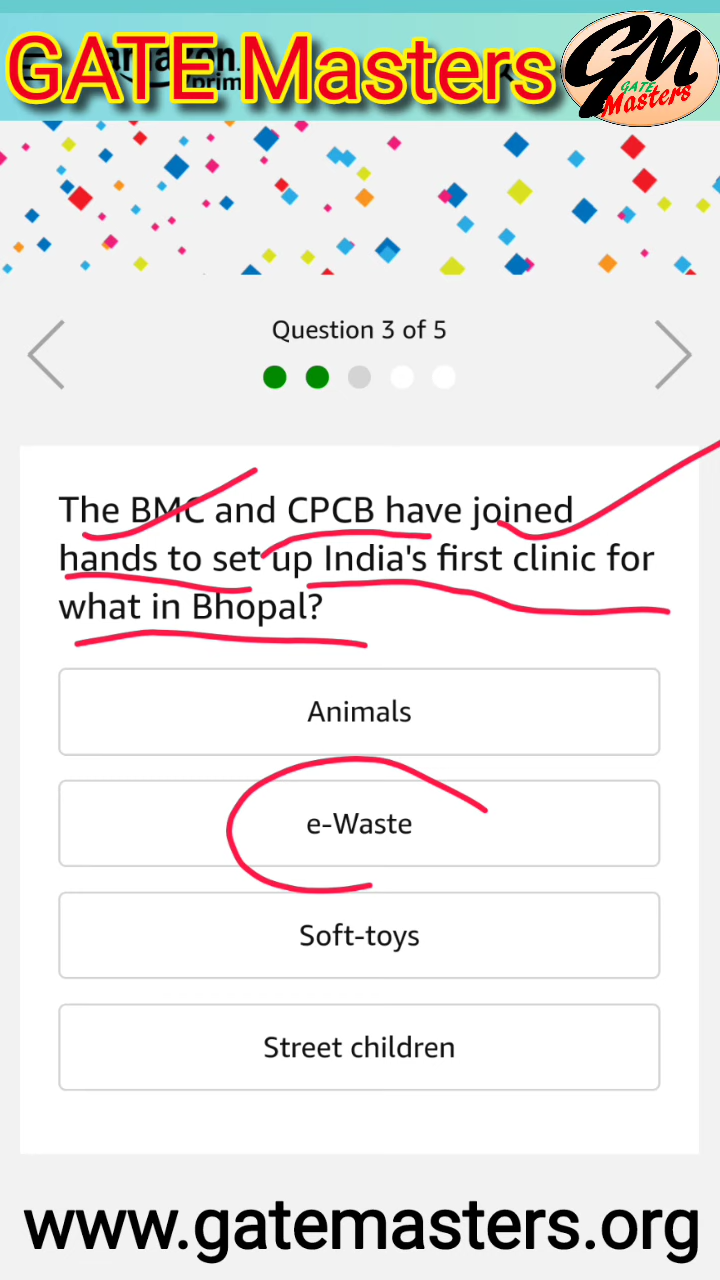 GATE Masters
GM
GATE
Masters
Question 3 of 5
The BMC and CPCB have joined
hands to set up India's first clinic for
what in Bhopal?
Animals
e-Waste
Soft-toys
Street children
www.gatemasters.org